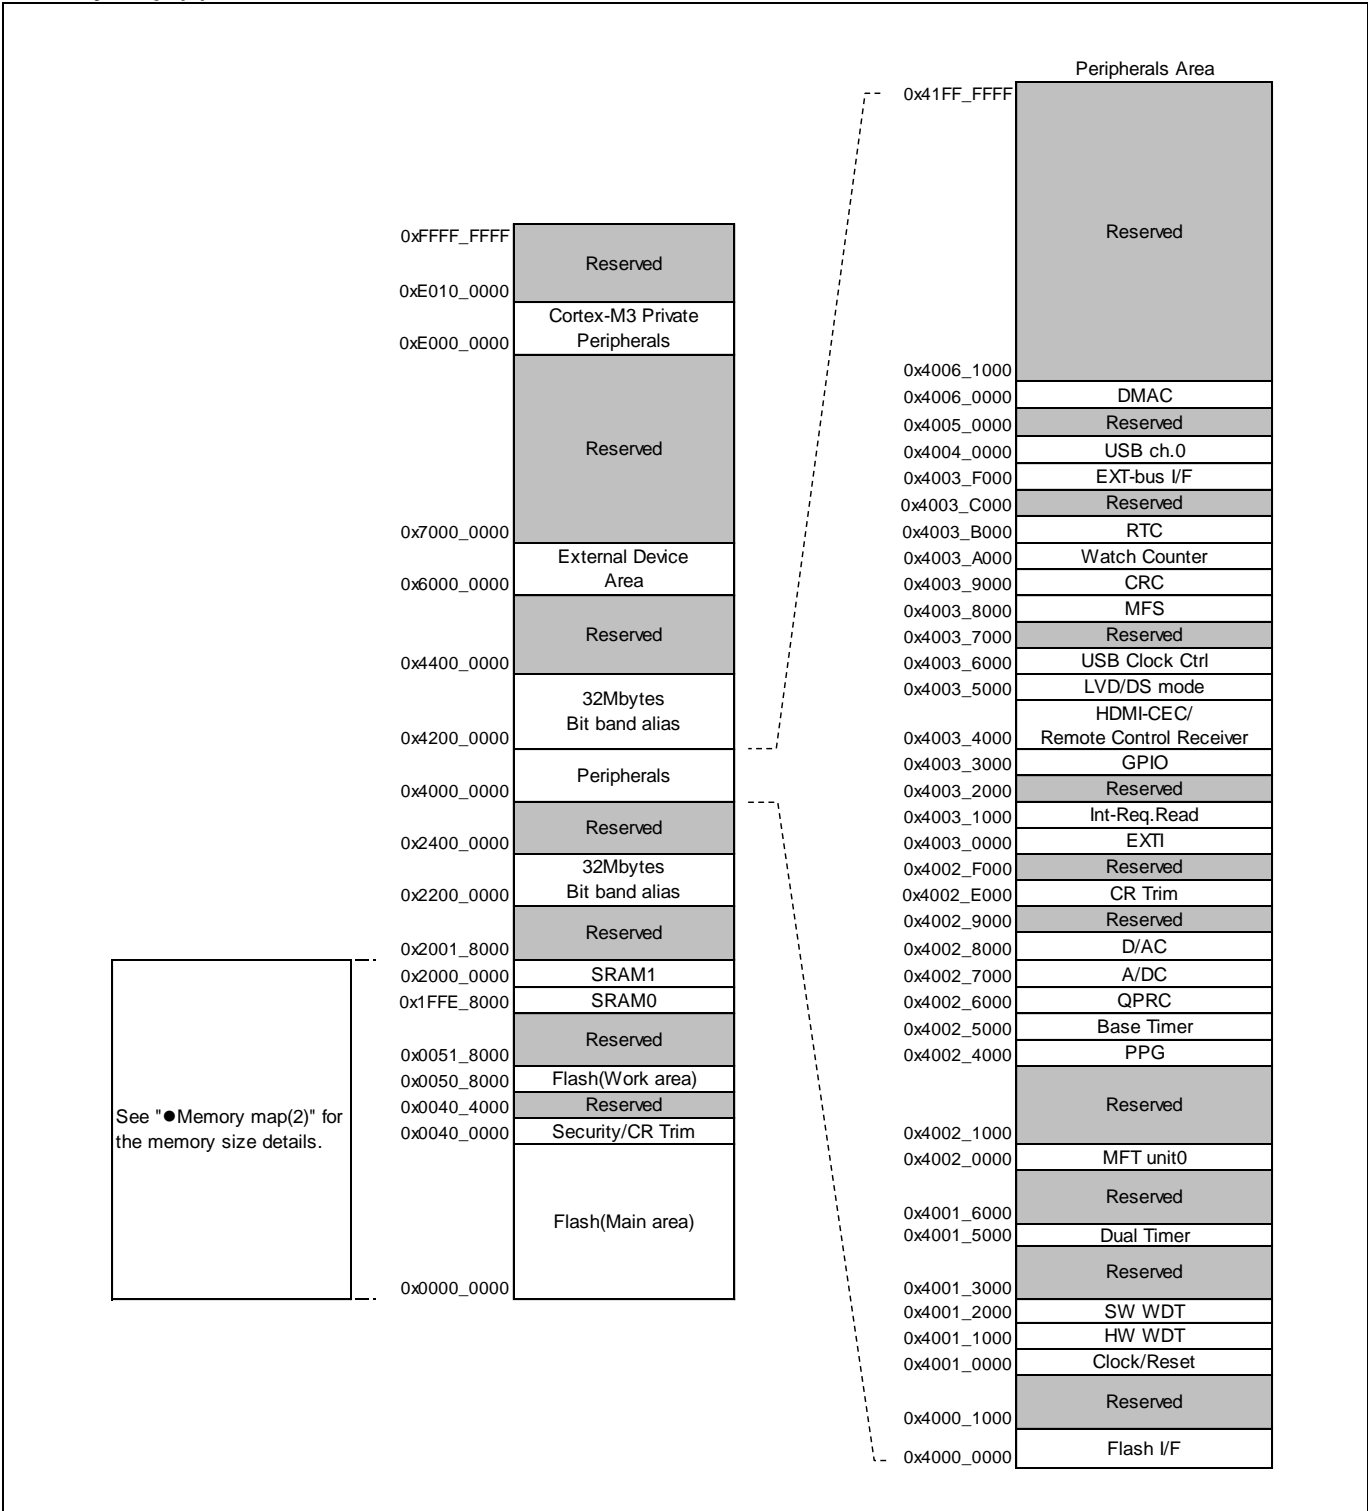 Peripherals Area
0x41FF_FFFF
Reserved
0x4006_1000
0x4006_0000 DMAC
0x4005_0000 Reserved
0x4004_0000 USB ch.0
0x4003_F000 EXT-bus I/F
0x4003_C000 Reserved
0x4003_B000 RTC
0x4003_A000 Watch Counter
0x4003_9000 CRC
0x4003_8000 MFS
0x4003_7000 Reserved
0x4003_6000 USB Clock Ctrl
0x4003_5000 LVD/DS mode
HDMI-CEC/
0x4003_4000 Remote Control Receiver
0x4003_3000 GPIO
0x4003_2000 Reserved
0x4003_1000 Int-Req.Read
0x4003_0000 EXTI
0x4002_F000 Reserved
0x4002_E000 CR Trim
0x4002_9000 Reserved
0x4002_8000 D/AC
0x4002_7000 A/DC
0x4002_6000 QPRC
0x4002_5000 Base Timer
0x4002_4000 PPG
Reserved
0x4002_1000
0x4002_0000 MFT unit0
Reserved
0x4001_6000
0x4001_5000 Dual Timer
Reserved
0x4001_3000
0x4001_2000 SW WDT
0x4001_1000 HW WDT
0x4001_0000 Clock/Reset
Reserved
0x4000_1000
Flash I/F
0x4000_0000
0xFFFF_FFFF
Reserved
0xE010_0000
Cortex-M3 Private
0xE000_0000 Peripherals
Reserved
0x7000_0000
External Device
0x6000_0000 Area
Reserved
0x4400_0000
32Mbytes
Bit band alias
0x4200_0000
Peripherals
0x4000_0000
Reserved
0x2400_0000
32Mbytes
0x2200_0000 Bit band alias
Reserved
0x2001_8000
0x2000_0000 SRAM1
0x1FFE_8000 SRAM0
Reserved
0x0051_8000
0x0050_8000 Flash(Work area)
0x0040_4000 Reserved
0x0040_0000 Security/CR Trim
Flash(Main area)
0x0000_0000
See "●Memory map(2)" for
the memory size details.